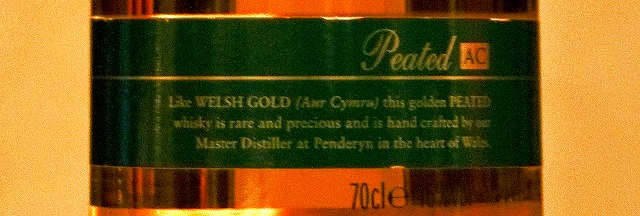 Peated AC
Like WELSH GOLD (Aur Cymru) this golden PEATED
whisky is rare and precious and is hand crafted by our
Master Distiller at Penderyn in the heart of Wales.
70cl ℮